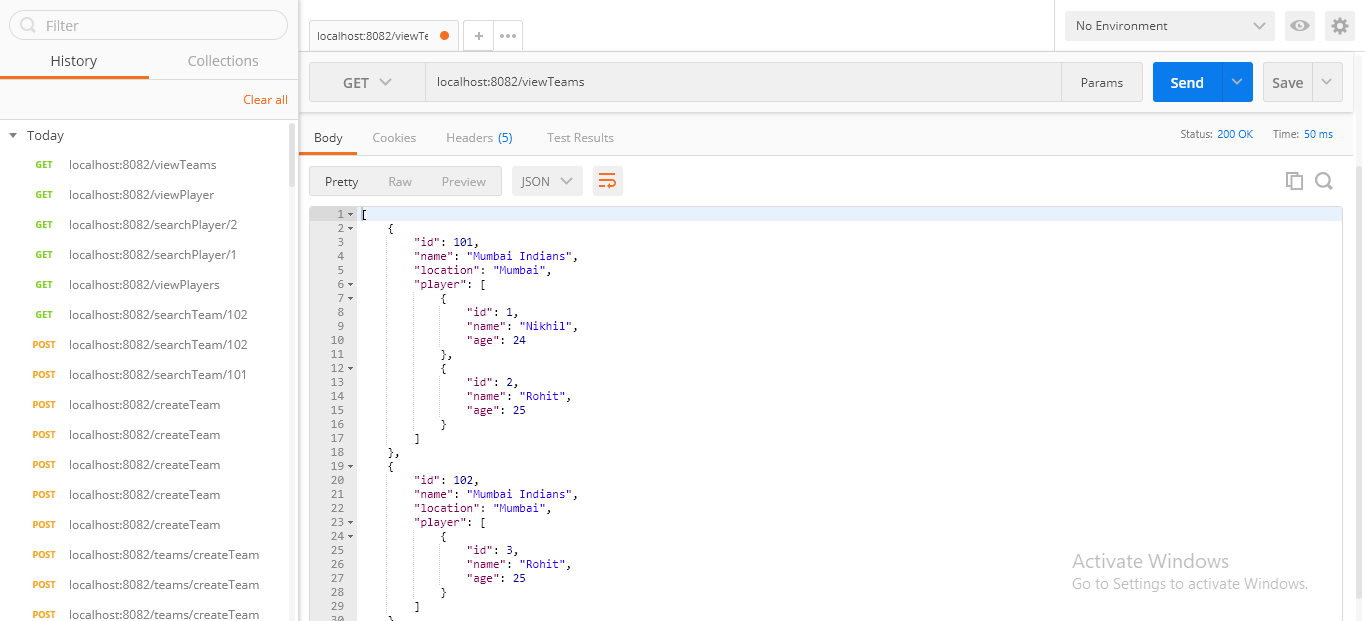 Filter
History Collections
Clear all
Today
GET localhost:8082/viewTeams
GET localhost:8082/viewPlayer
GET localhost:8082/searchPlayer/2
GET localhost:8082/searchPlayer/1
GET localhost:8082/viewPlayers
GET localhost:8082/searchTeam/102
POST localhost:8082/searchTeam/102
POST localhost:8082/searchTeam/101
POST localhost:8082/createTeam
POST localhost:8082/createTeam
POST localhost:8082/createTeam
POST localhost:8082/createTeam
POST localhost:8082/createTeam
POST localhost:8082/teams/createTeam
POST localhost:8082/teams/createTeam
POST localhost:8082/teams/createTeam
localhost:8082/viewTe + ••• No Environment
GET localhost:8082/viewTeams Params Send Save
Body Cookies Headers (5) Test Results Status: 200 OK Time: 50 ms
Pretty Raw Preview JSON
1 [
2 {
3 "id": 101,
4 "name": "Mumbai Indians",
5 "location": "Mumbai",
6 "player": [
7 {
8 "id": 1,
9 "name": "Nikhil",
10 "age": 24
11 },
12 {
13 "id": 2,
14 "name": "Rohit",
15 "age": 25
16 }
17 ]
18 },
19 {
20 "id": 102,
21 "name": "Mumbai Indians",
22 "location": "Mumbai",
23 "player": [
24 {
25 "id": 3,
26 "name": "Rohit",
27 "age": 25
28 }
29 ]
30 }
Activate Windows
Go to Settings to activate Windows.